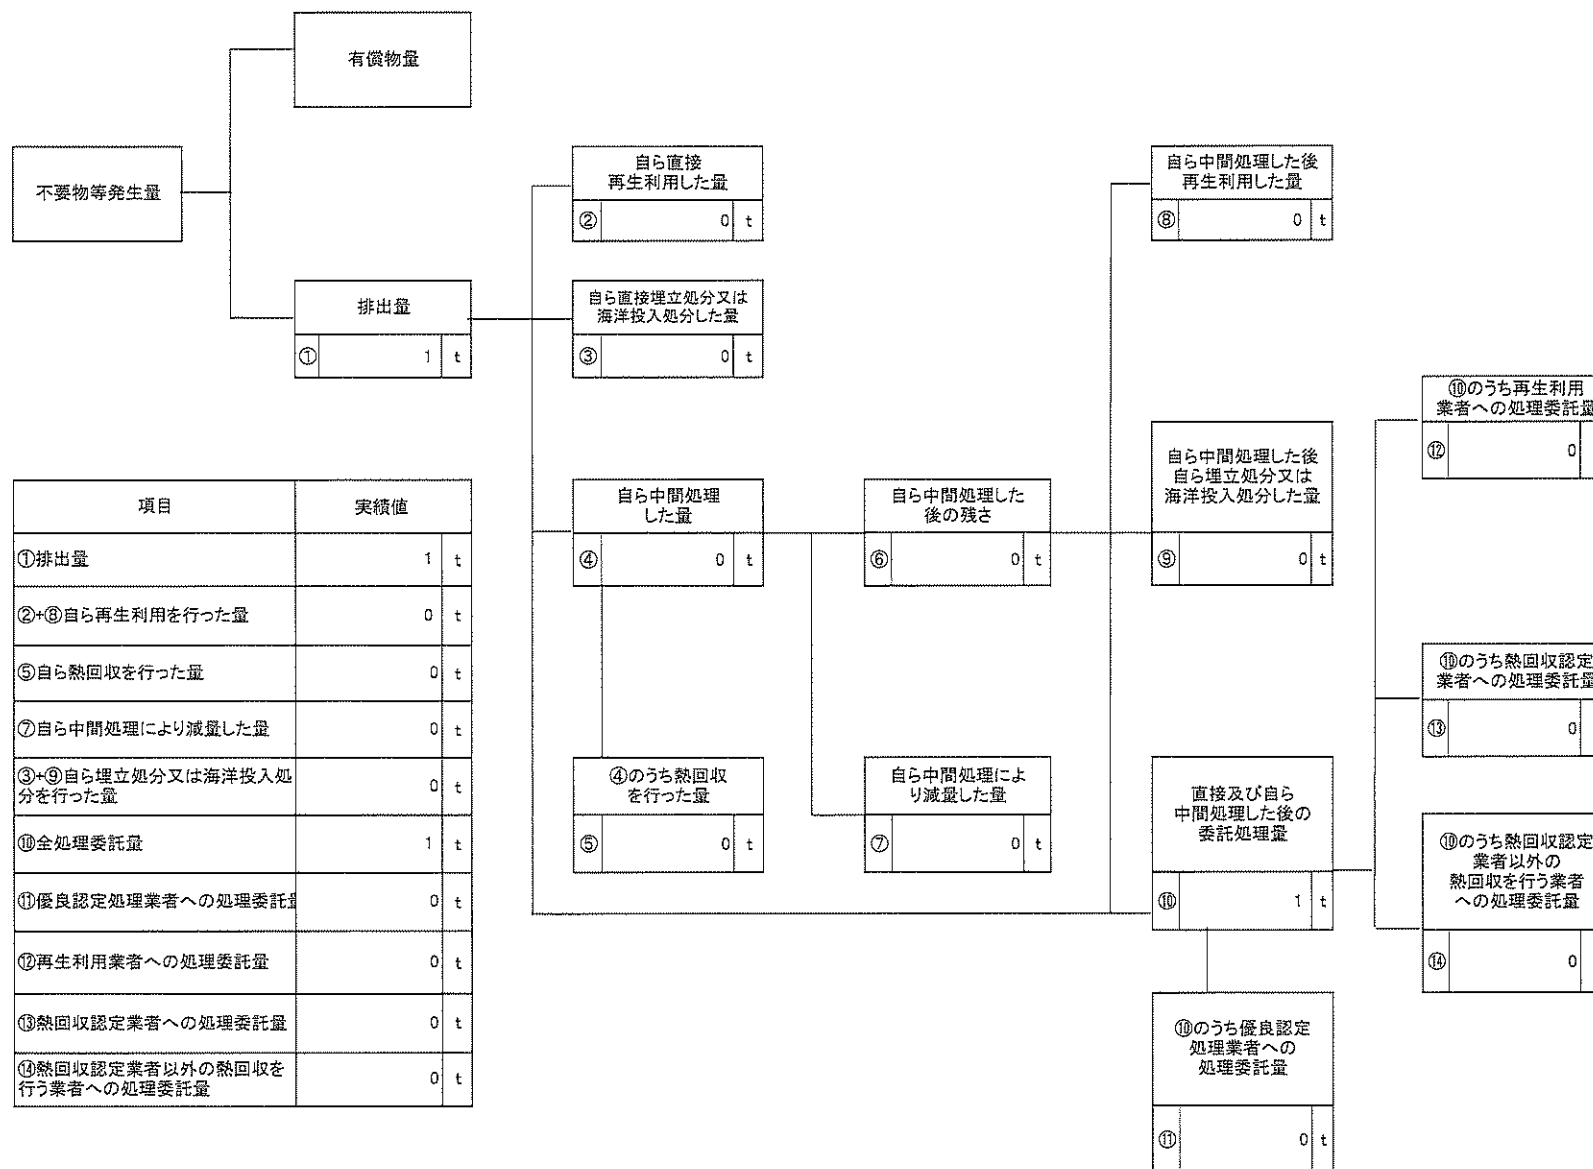 有償物量
不要物等発生量
自ら直接
再生利用した量
② 0 t
自ら中間処理した後
再生利用した量
⑧ 0 t
排出量
① 1 t
自ら直接埋立処分又は
海洋投入処分した量
③ 0 t
⑩のうち再生利用
業者への処理委託量
⑫ 0
自ら中間処理した後
自ら埋立処分又は
海洋投入処分した量
⑨ 0 t
自ら中間処理
した量
④ 0 t
自ら中間処理した
後の残さ
⑥ 0 t
⑩のうち熱回収認定
業者への処理委託量
⑬ 0
④のうち熱回収
を行った量
⑤ 0 t
自ら中間処理によ
り減量した量
⑦ 0 t
直接及び自ら
中間処理した後の
委託処理量
⑩ 1 t
⑩のうち熱回収認定
業者以外の
熱回収を行う業者
への処理委託量
⑭ 0
⑩のうち優良認定
処理業者への
処理委託量
⑪ 0 t
項目 実績値
①排出量 1 t
②+⑧自ら再生利用を行った量 0 t
⑤自ら熱回収を行った量 0 t
⑦自ら中間処理により減量した量 0 t
③+⑨自ら埋立処分又は海洋投入処
分を行った量 0 t
⑩全処理委託量 1 t
⑪優良認定処理業者への処理委託量 0 t
⑫再生利用業者への処理委託量 0 t
⑬熱回収認定業者への処理委託量 0 t
⑭熱回収認定業者以外の熱回収を
行う業者への処理委託量 0 t